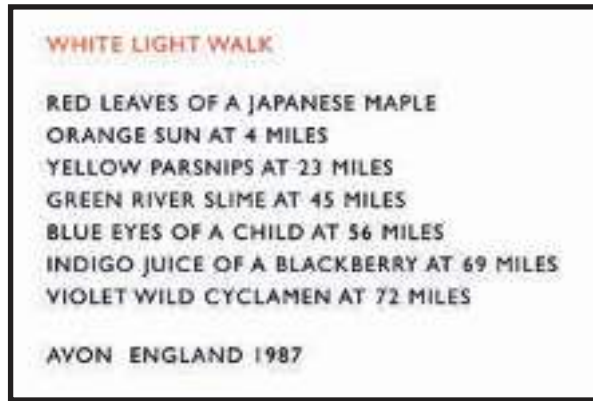 WHITE LIGHT WALK
RED LEAVES OF A JAPANESE MAPLE
ORANGE SUN AT 4 MILES
YELLOW PARSNIPS AT 23 MILES
GREEN RIVER SLIME AT 45 MILES
BLUE EYES OF A CHILD AT 56 MILES
INDIGO JUICE OF A BLACKBERRY AT 69 MILES
VIOLET WILD CYCLAMEN AT 72 MILES
AVON ENGLAND 1987